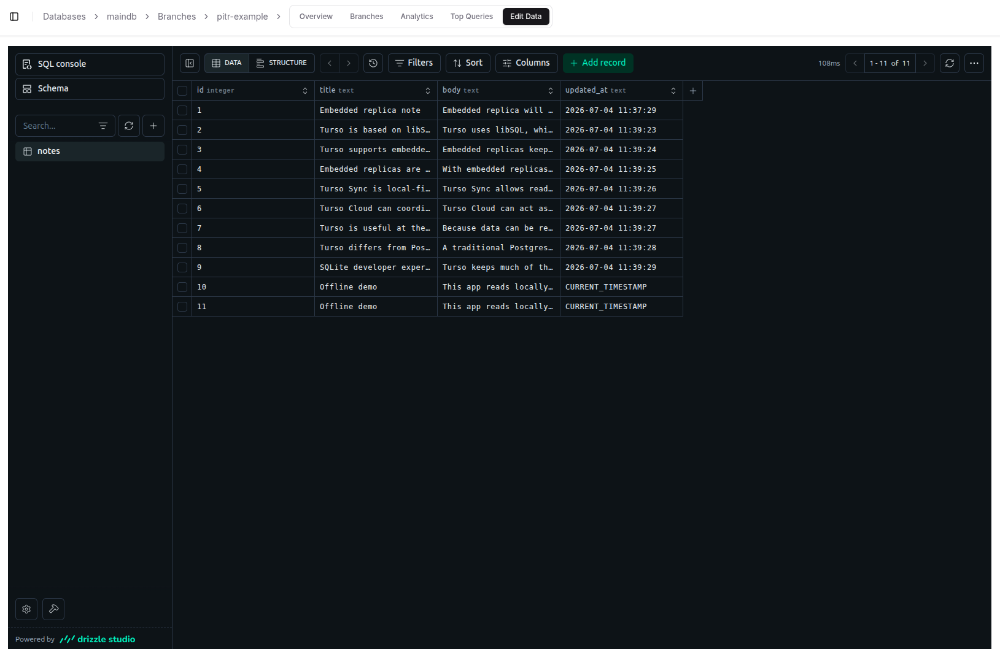 Databases > maindb > Branches > pitr-example > Overview Branches Analytics Top Queries Edit Data
SQL console
Schema
Search...
notes
Powered by drizzle studio
DATA STRUCTURE Filters Sort Columns + Add record 108ms 1 - 11 of 11
id integer title text body text updated_at text
1 Embedded replica note Embedded replica will … 2026-07-04 11:37:29
2 Turso is based on libS… Turso uses libSQL, whi… 2026-07-04 11:39:23
3 Turso supports embedde… Embedded replicas keep… 2026-07-04 11:39:24
4 Embedded replicas are … With embedded replicas… 2026-07-04 11:39:25
5 Turso Sync is local-fi… Turso Sync allows read… 2026-07-04 11:39:26
6 Turso Cloud can coordi… Turso Cloud can act as… 2026-07-04 11:39:27
7 Turso is useful at the… Because data can be re… 2026-07-04 11:39:27
8 Turso differs from Pos… A traditional Postgres… 2026-07-04 11:39:28
9 SQLite developer exper… Turso keeps much of th… 2026-07-04 11:39:29
10 Offline demo This app reads locally… CURRENT_TIMESTAMP
11 Offline demo This app reads locally… CURRENT_TIMESTAMP